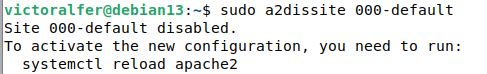 victoralfer@debian13:~$ sudo a2dissite 000-default
Site 000-default disabled.
To activate the new configuration, you need to run:
  systemctl reload apache2